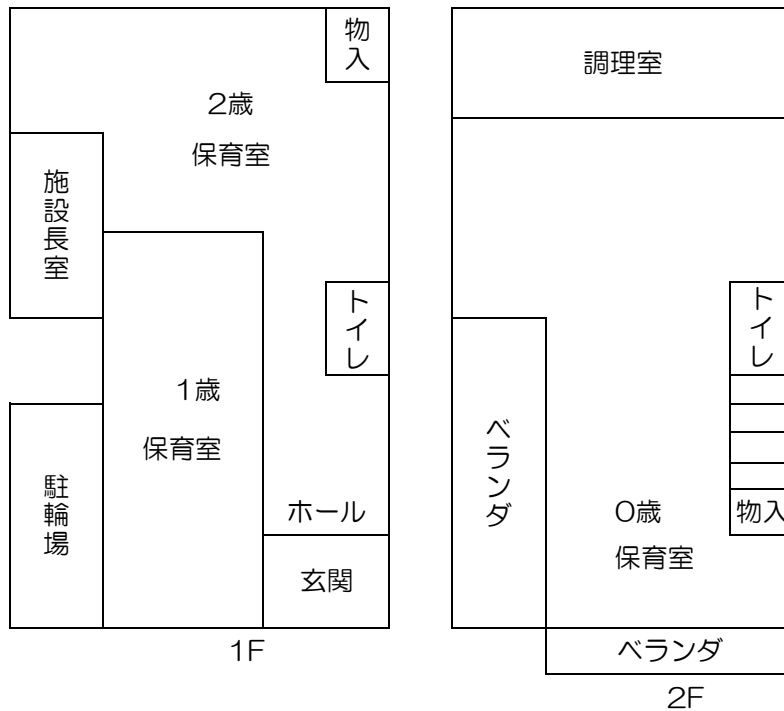 物入
2歳
保育室
施設長室
トイレ
1歳
保育室
駐輪場
ホール
玄関
1F
調理室
トイレ
ベランダ
0歳
保育室
物入
ベランダ
2F